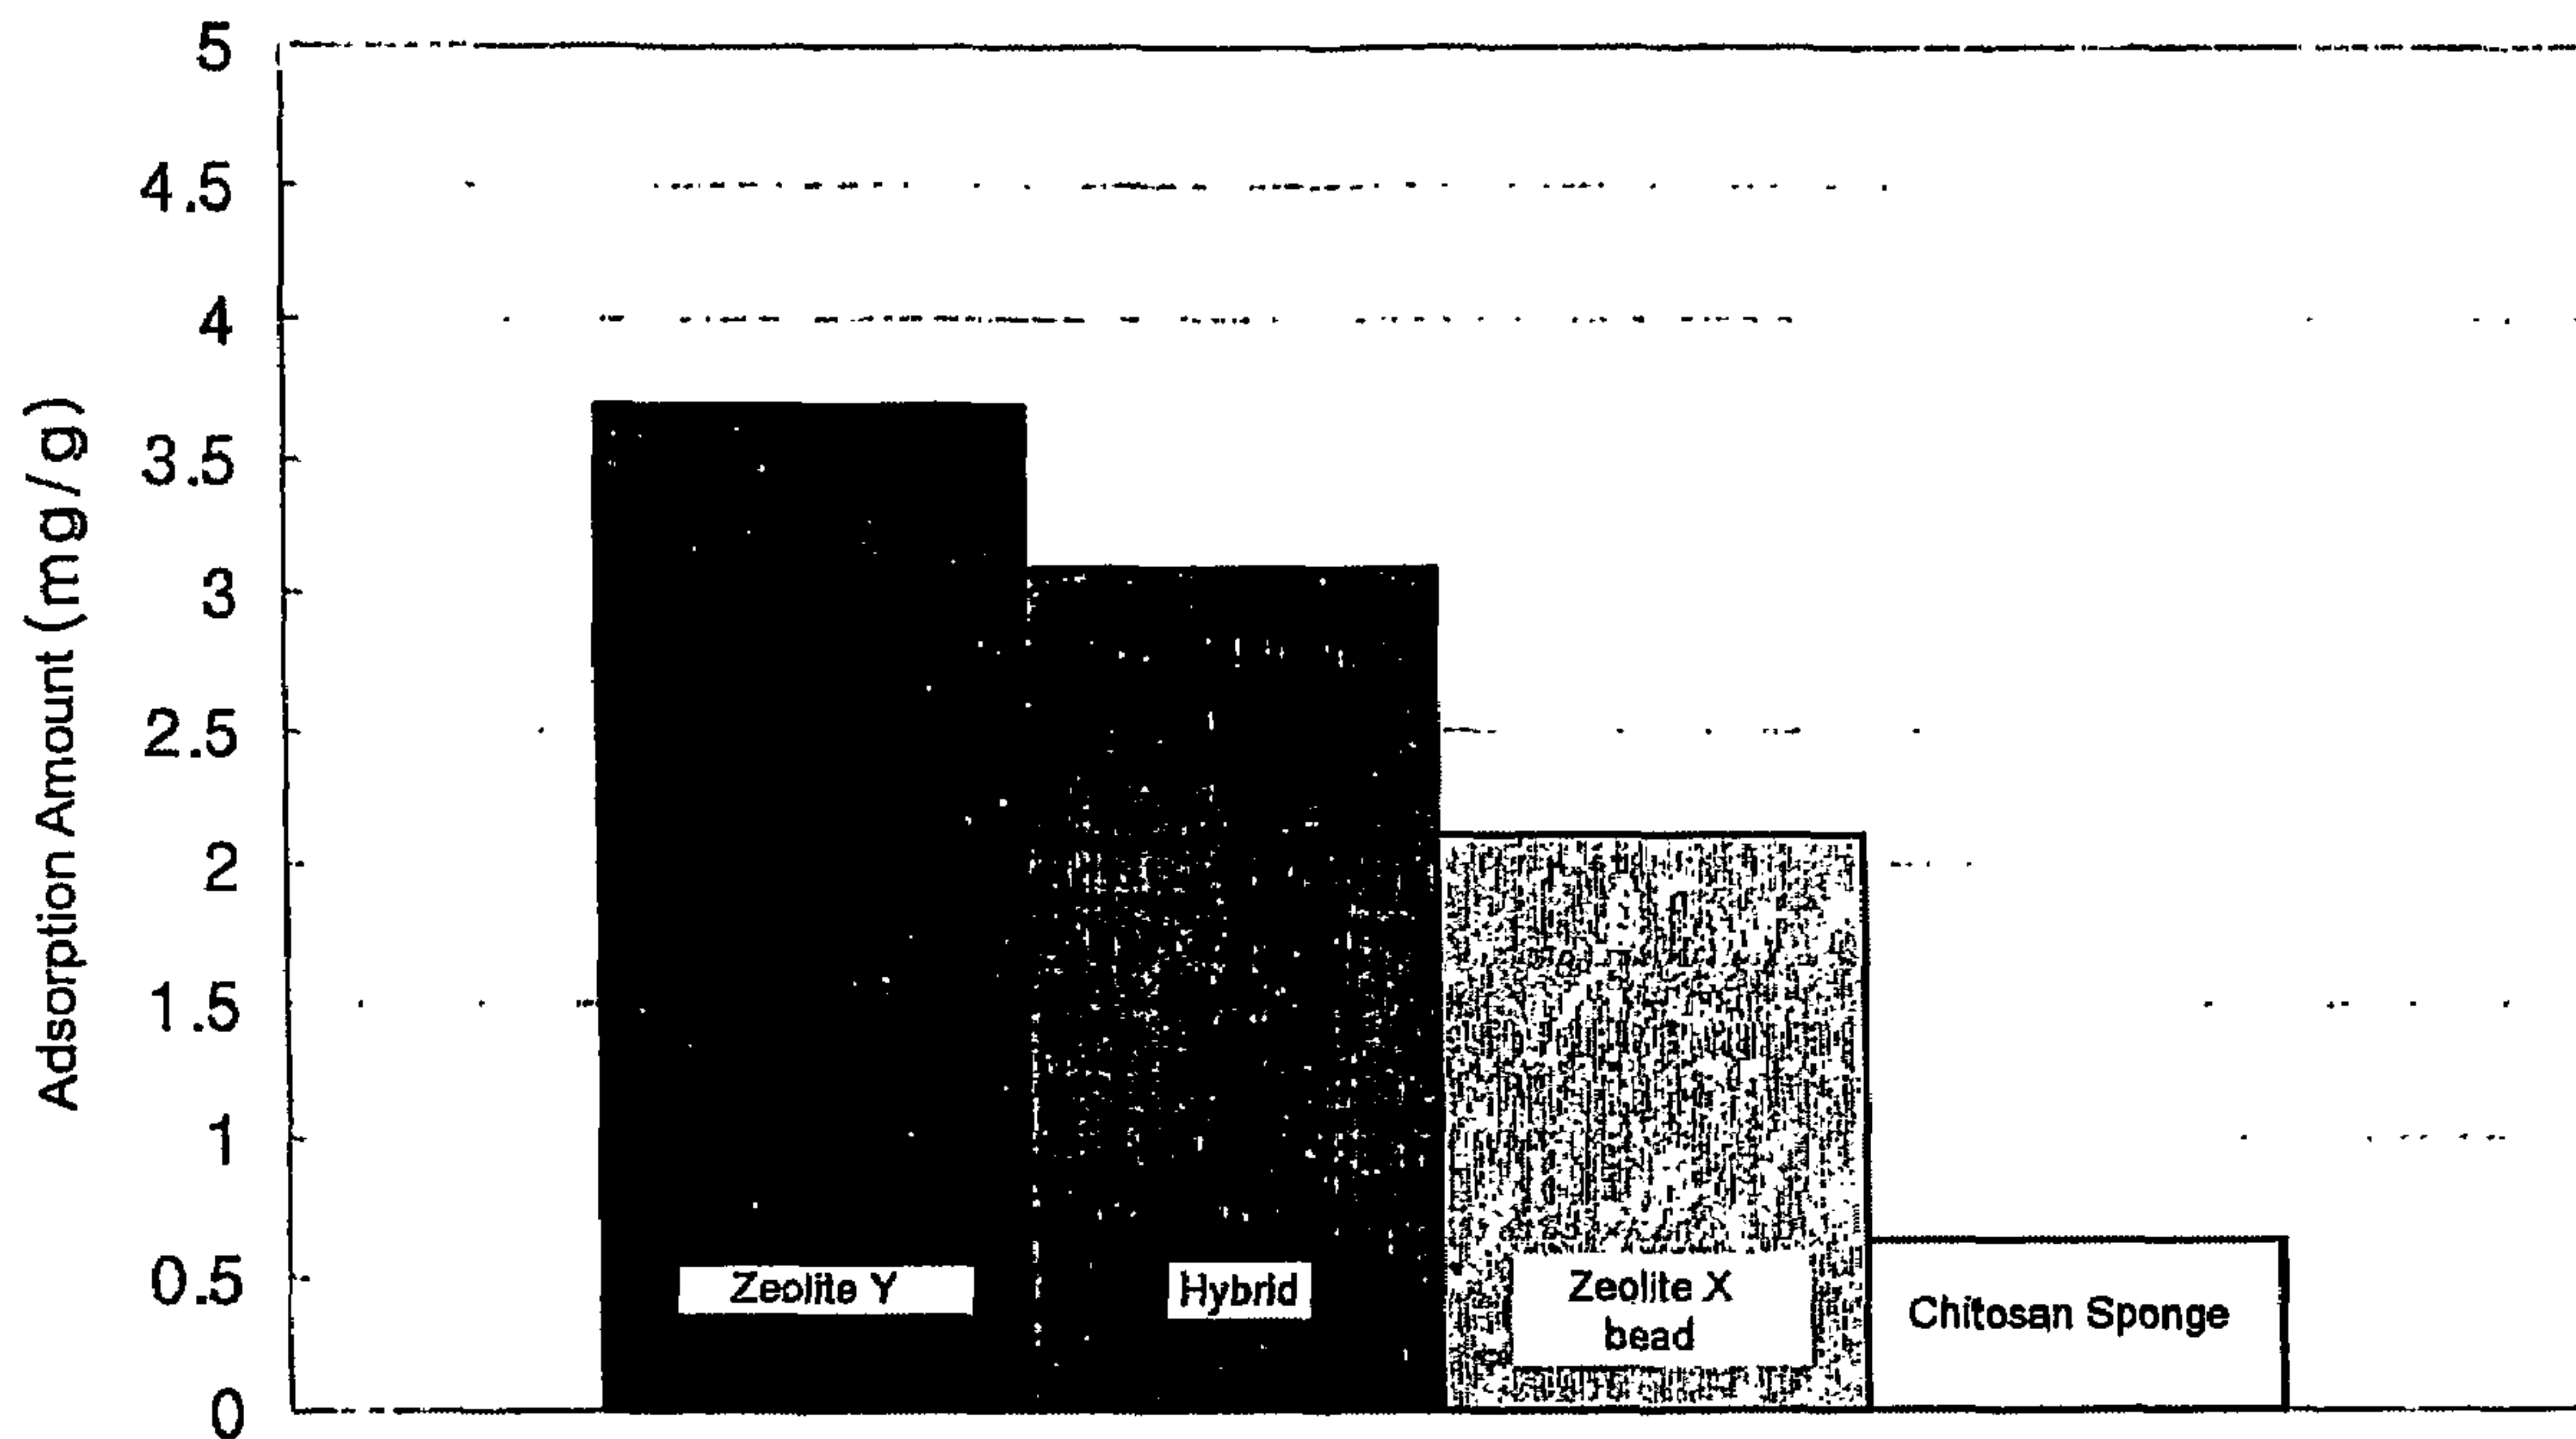 5
4.5
4
3.5
3
2.5
2
1.5
1
0.5
0
Adsorption Amount (mg/g)
Zeolite Y
Hybrid
Zeolite X
bead
Chitosan Sponge